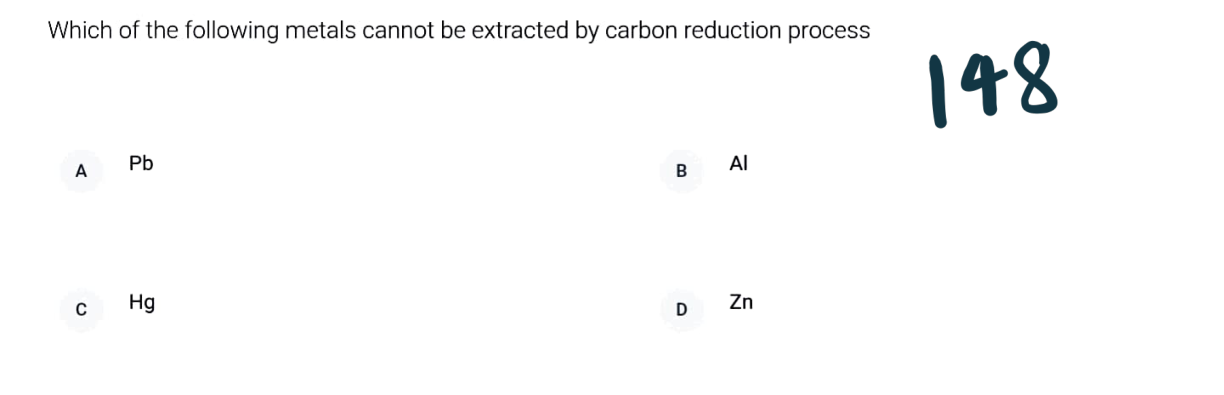 Which of the following metals cannot be extracted by carbon reduction process
148
A Pb
B Al
C Hg
D Zn